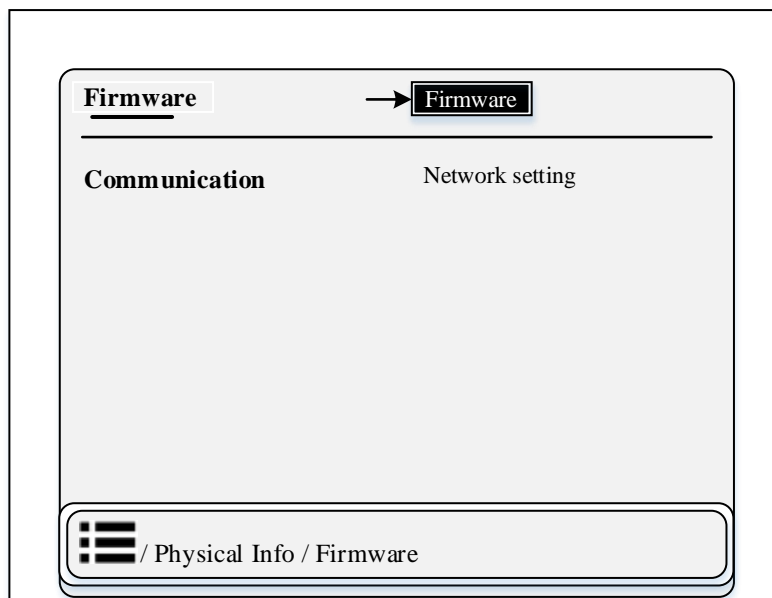 Firmware Firmware
Communication Network setting
/ Physical Info / Firmware